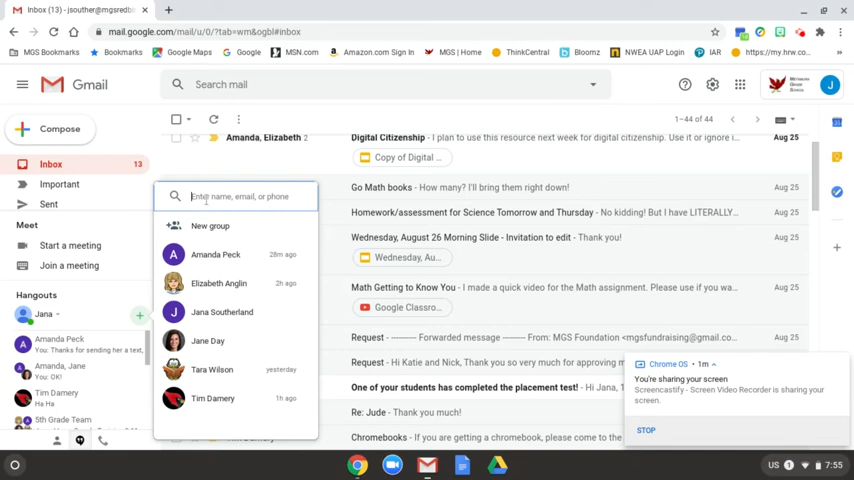 Inbox (13) - jsouther@mgsredbi
mail.google.com/mail/u/0/?tab=wm&ogbl#inbox
MGS Bookmarks Bookmarks Google Maps Google MSN.com Amazon.com Sign In MGS | Home ThinkCentral Bloomz NWEA UAP Login IAR https://my.hrw.co...
Gmail
Search mail
J
Compose
1–44 of 44
Inbox 13
Important
Sent
Meet
Start a meeting
Join a meeting
Hangouts
Jana
Amanda Peck
You: Thanks for sending her a text,
Amanda, Jane
You: OK!
Tim Damery
Ha Ha
5th Grade Team
Enter name, email, or phone
New group
A Amanda Peck 28m ago
Elizabeth Anglin 2h ago
J Jana Southerland
Jane Day
Tara Wilson yesterday
Tim Damery 1h ago
Amanda, Elizabeth 2 Digital Citizenship - I plan to use this resource next week for digital citizenship. Use it or ignore i... Aug 25
Copy of Digital ...
Go Math books - How many? I'll bring them right down! Aug 25
Homework/assessment for Science Tomorrow and Thursday - No kidding! But I have LITERALLY... Aug 25
Wednesday, August 26 Morning Slide - Invitation to edit - Thank you! Aug 25
Wednesday, Au...
Math Getting to Know You - I made a quick video for the Math assignment. Please use if you wa... Aug 25
Google Classro...
Request - ---------- Forwarded message --------- From: MGS Foundation <mgsfundraising@gmail.co...
Request - Hi Katie and Nick, Thank you so very much for approving
One of your students has completed the placement test! - Hi Jana,
Re: Jude - Thank you much!
Chromebooks - If you are getting a chromebook, please come to the
Chrome OS • 1m
You're sharing your screen
Screencastify - Screen Video Recorder is sharing your
screen.
STOP
US 1 7:55